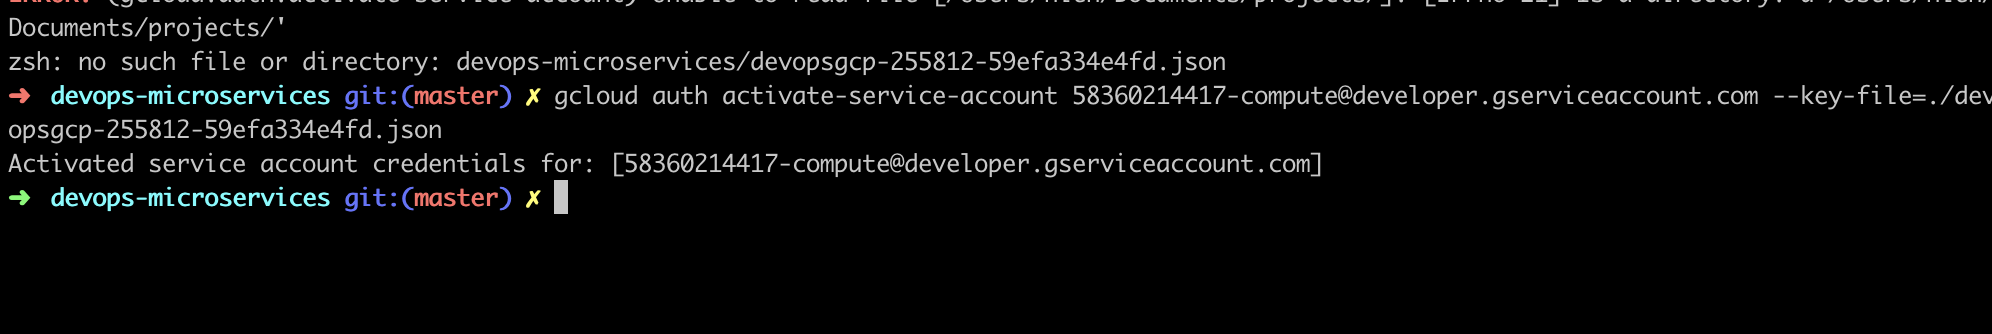 Documents/projects/'
zsh: no such file or directory: devops-microservices/devopsgcp-255812-59efa334e4fd.json
➜ devops-microservices git:(master) ✗ gcloud auth activate-service-account 58360214417-compute@developer.gserviceaccount.com --key-file=./dev
opsgcp-255812-59efa334e4fd.json
Activated service account credentials for: [58360214417-compute@developer.gserviceaccount.com]
➜ devops-microservices git:(master) ✗